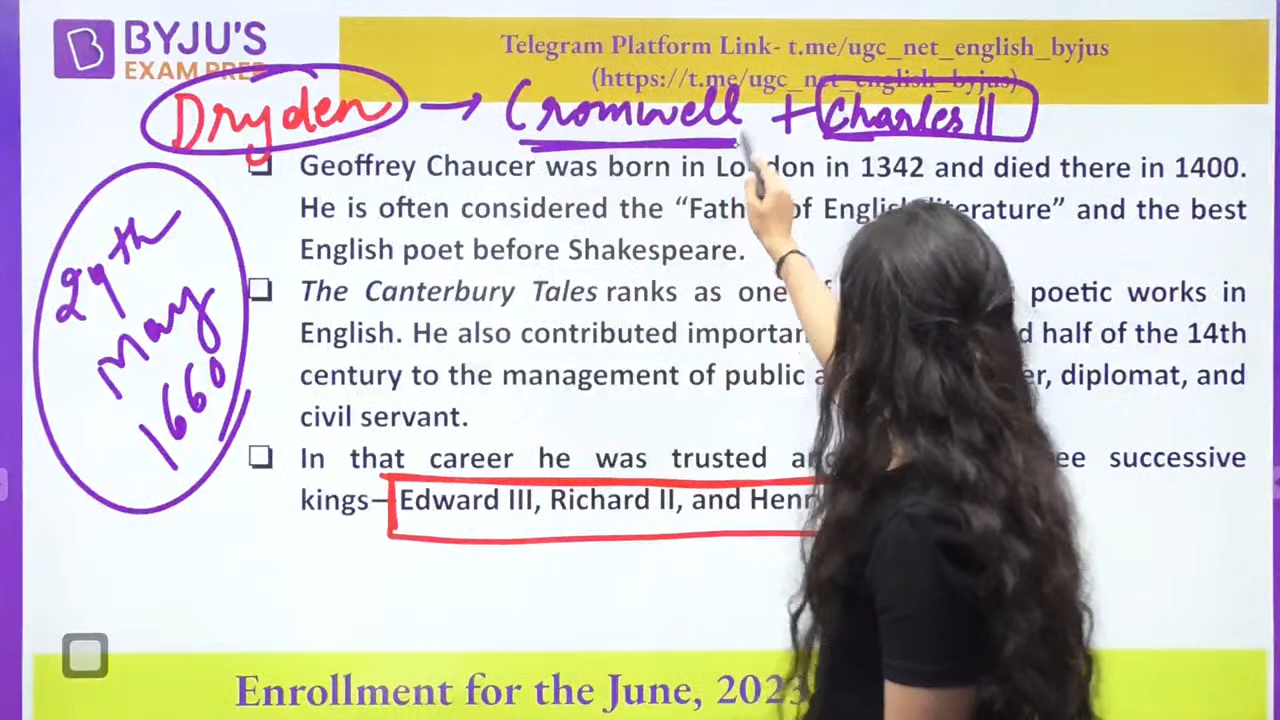 BYJU'S
EXAM PREP
Telegram Platform Link- t.me/ugc_net_english_byjus
(https://t.me/ugc_net_english_byjus)
Dryden → Cromwell + Charles II
Geoffrey Chaucer was born in London in 1342 and died there in 1400.
He is often considered the “Father of English literature” and the best
English poet before Shakespeare.
The Canterbury Tales ranks as one poetic works in
English. He also contributed half of the 14th
century to the management of public diplomat, and
civil servant.
In that career he was trusted successive
kings– Edward III, Richard II, and
29th
May
1660
Enrollment for the June, 2023